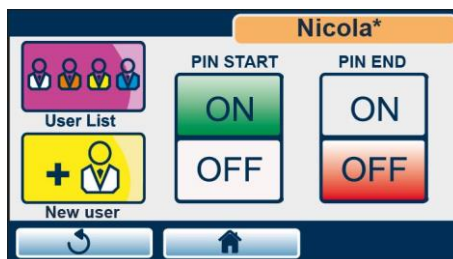 Nicola*
PIN START PIN END
ON ON
User List
OFF OFF
+
New user